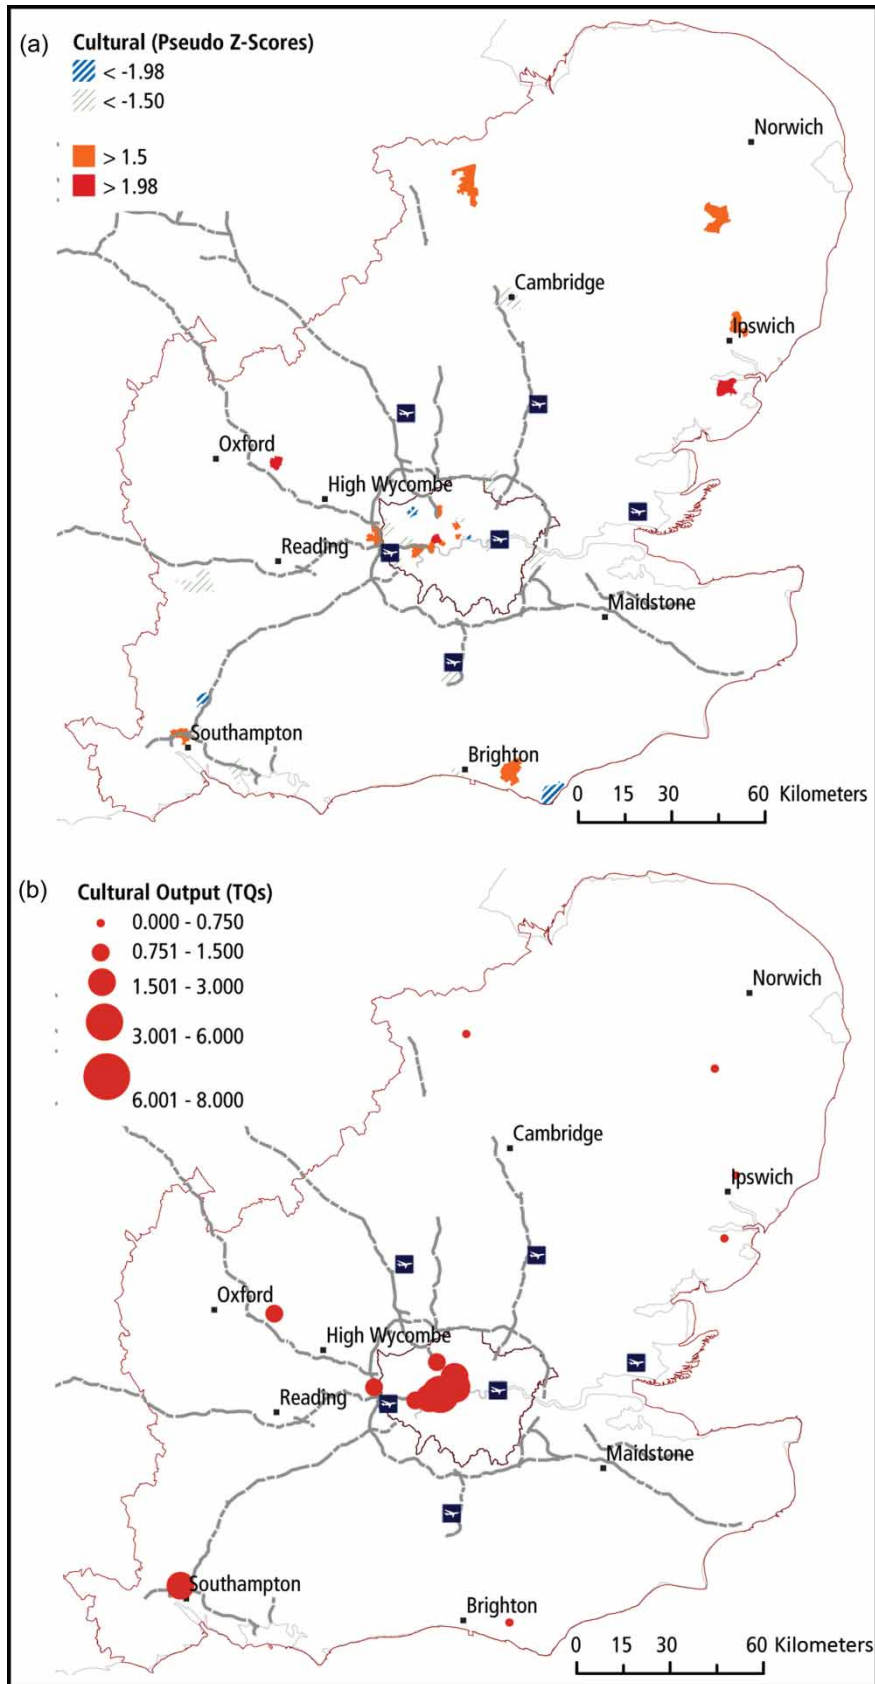 (a)
Cultural (Pseudo Z-Scores)
< -1.98
< -1.50
> 1.5
> 1.98
Norwich
Cambridge
Ipswich
Oxford
High Wycombe
Reading
Maidstone
Southampton
Brighton
0 15 30 60 Kilometers
(b)
Cultural Output (TQs)
0.000 - 0.750
0.751 - 1.500
1.501 - 3.000
3.001 - 6.000
6.001 - 8.000
Norwich
Cambridge
Ipswich
Oxford
High Wycombe
Reading
Maidstone
Southampton
Brighton
0 15 30 60 Kilometers